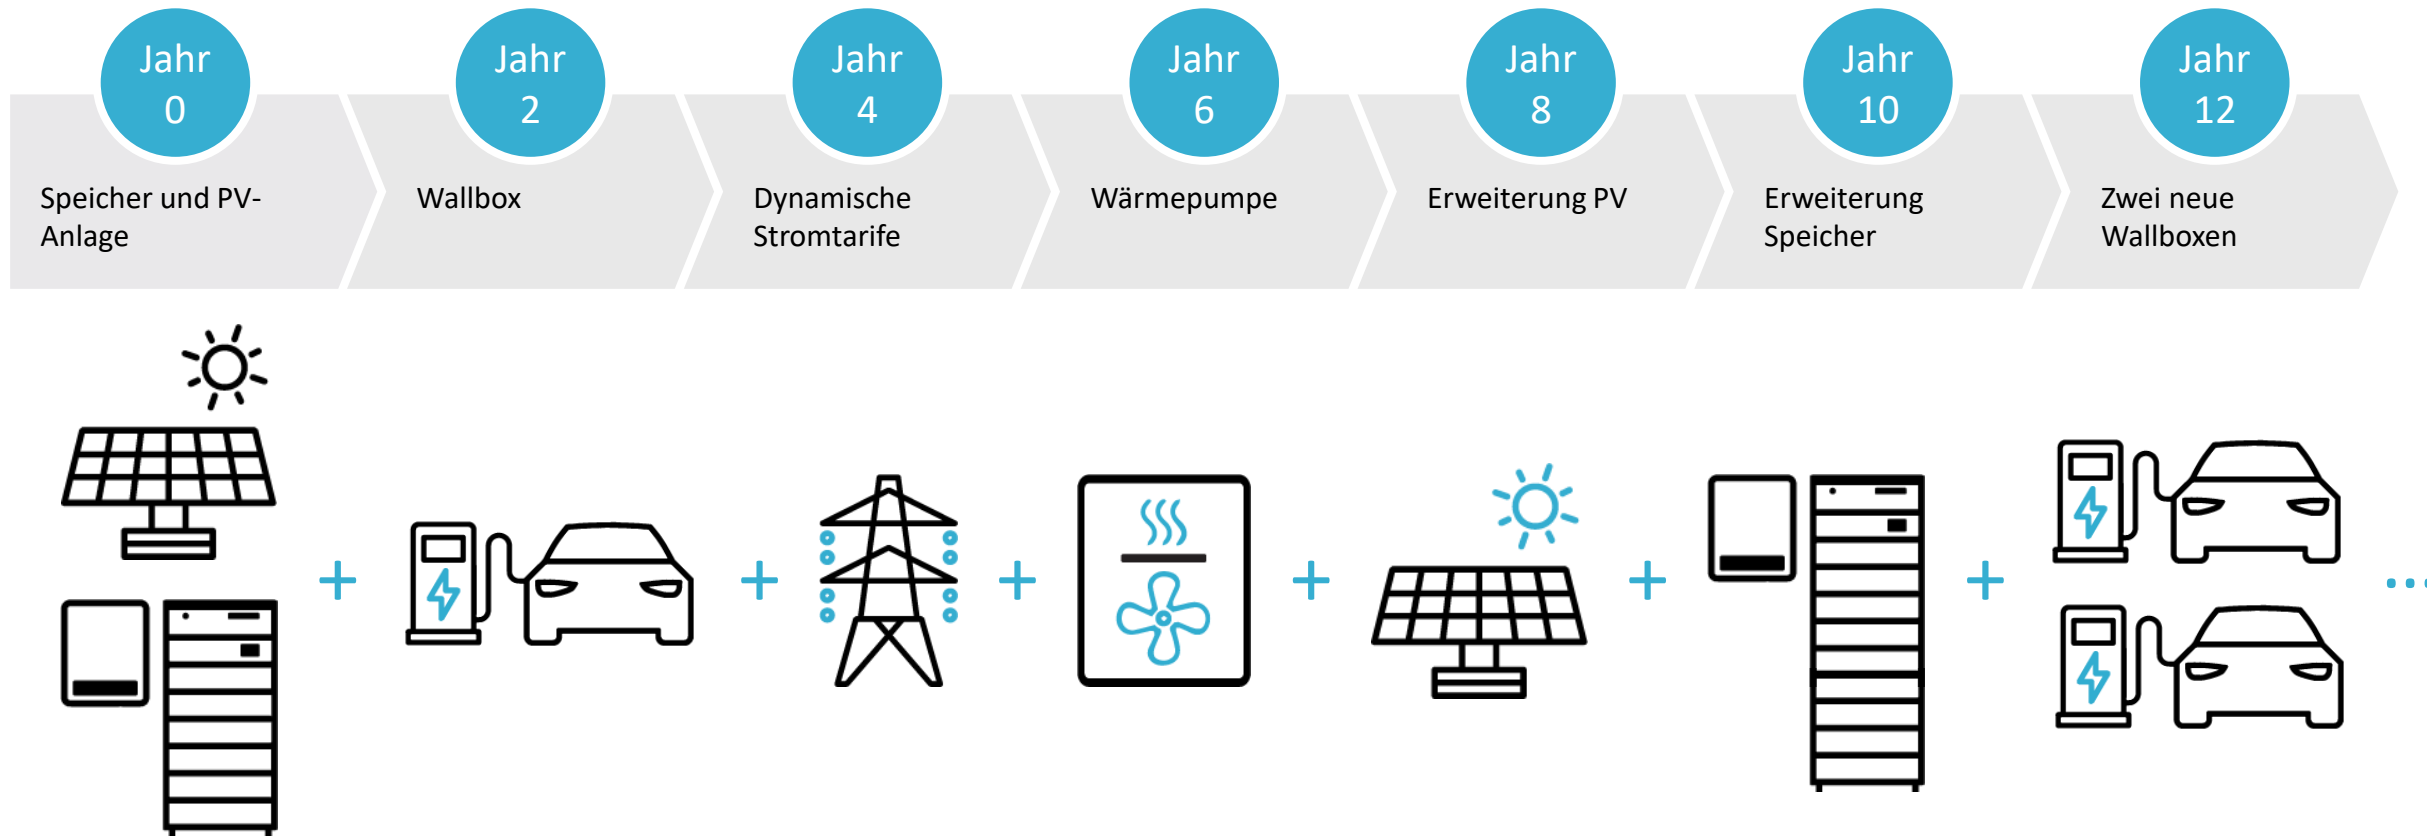 Jahr
0
Jahr
2
Jahr
4
Jahr
6
Jahr
8
Jahr
10
Jahr
12
Speicher und PV-
Anlage
Wallbox
Dynamische
Stromtarife
Wärmepumpe
Erweiterung PV
Erweiterung
Speicher
Zwei neue
Wallboxen
+
+
+
+
+
+
...